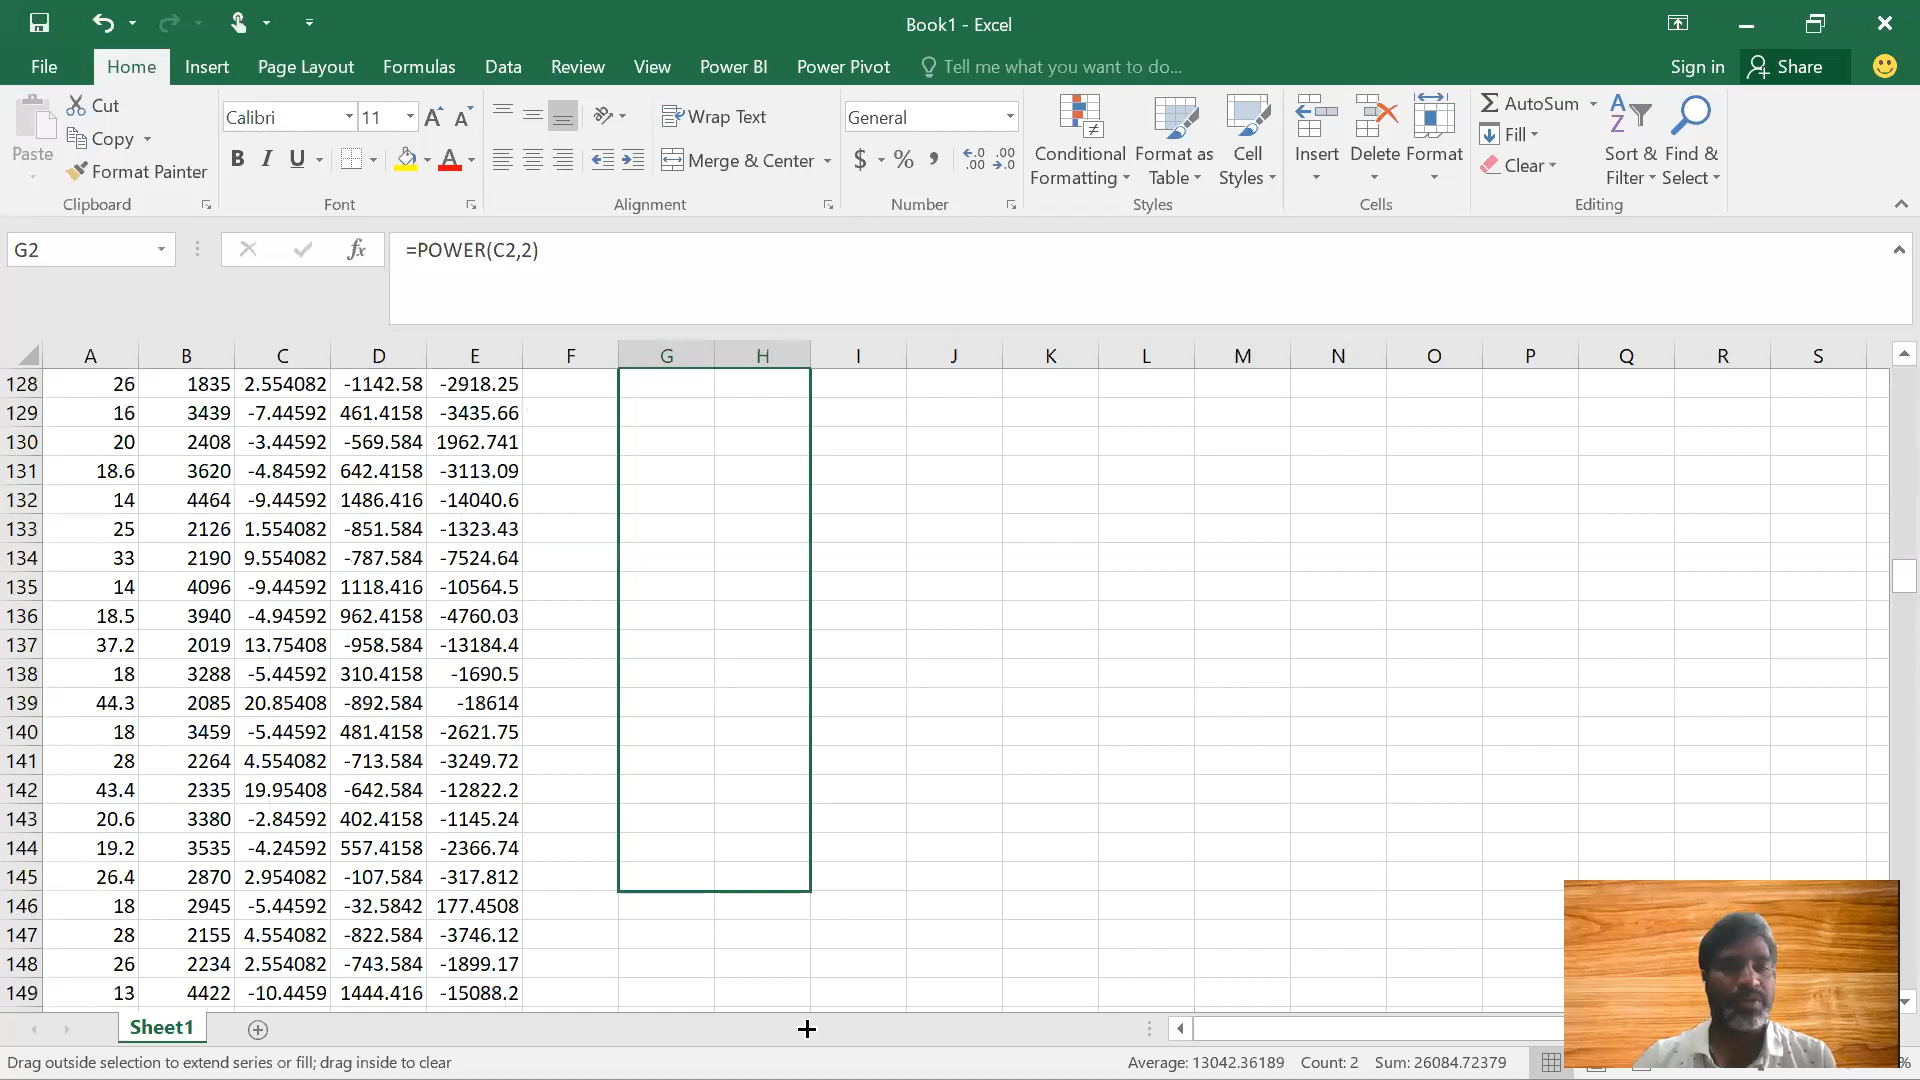 Book1 - Excel
File Home Insert Page Layout Formulas Data Review View Power BI Power Pivot Tell me what you want to do... Sign in Share
Paste Cut Copy Format Painter Clipboard
Calibri 11 A A B I U A Font
Wrap Text Merge & Center Alignment
General $ % , .00 .0 Number
Conditional Formatting Format as Table Cell Styles Styles
Insert Delete Format Cells
AutoSum Fill Clear Sort & Filter Find & Select Editing
G2 fx =POWER(C2,2)
A B C D E F G H I J K L M N O P Q R S
128 26 1835 2.554082 -1142.58 -2918.25
129 16 3439 -7.44592 461.4158 -3435.66
130 20 2408 -3.44592 -569.584 1962.741
131 18.6 3620 -4.84592 642.4158 -3113.09
132 14 4464 -9.44592 1486.416 -14040.6
133 25 2126 1.554082 -851.584 -1323.43
134 33 2190 9.554082 -787.584 -7524.64
135 14 4096 -9.44592 1118.416 -10564.5
136 18.5 3940 -4.94592 962.4158 -4760.03
137 37.2 2019 13.75408 -958.584 -13184.4
138 18 3288 -5.44592 310.4158 -1690.5
139 44.3 2085 20.85408 -892.584 -18614
140 18 3459 -5.44592 481.4158 -2621.75
141 28 2264 4.554082 -713.584 -3249.72
142 43.4 2335 19.95408 -642.584 -12822.2
143 20.6 3380 -2.84592 402.4158 -1145.24
144 19.2 3535 -4.24592 557.4158 -2366.74
145 26.4 2870 2.954082 -107.584 -317.812
146 18 2945 -5.44592 -32.5842 177.4508
147 28 2155 4.554082 -822.584 -3746.12
148 26 2234 2.554082 -743.584 -1899.17
149 13 4422 -10.4459 1444.416 -15088.2
Sheet1
Drag outside selection to extend series or fill; drag inside to clear Average: 13042.36189 Count: 2 Sum: 26084.72379 %